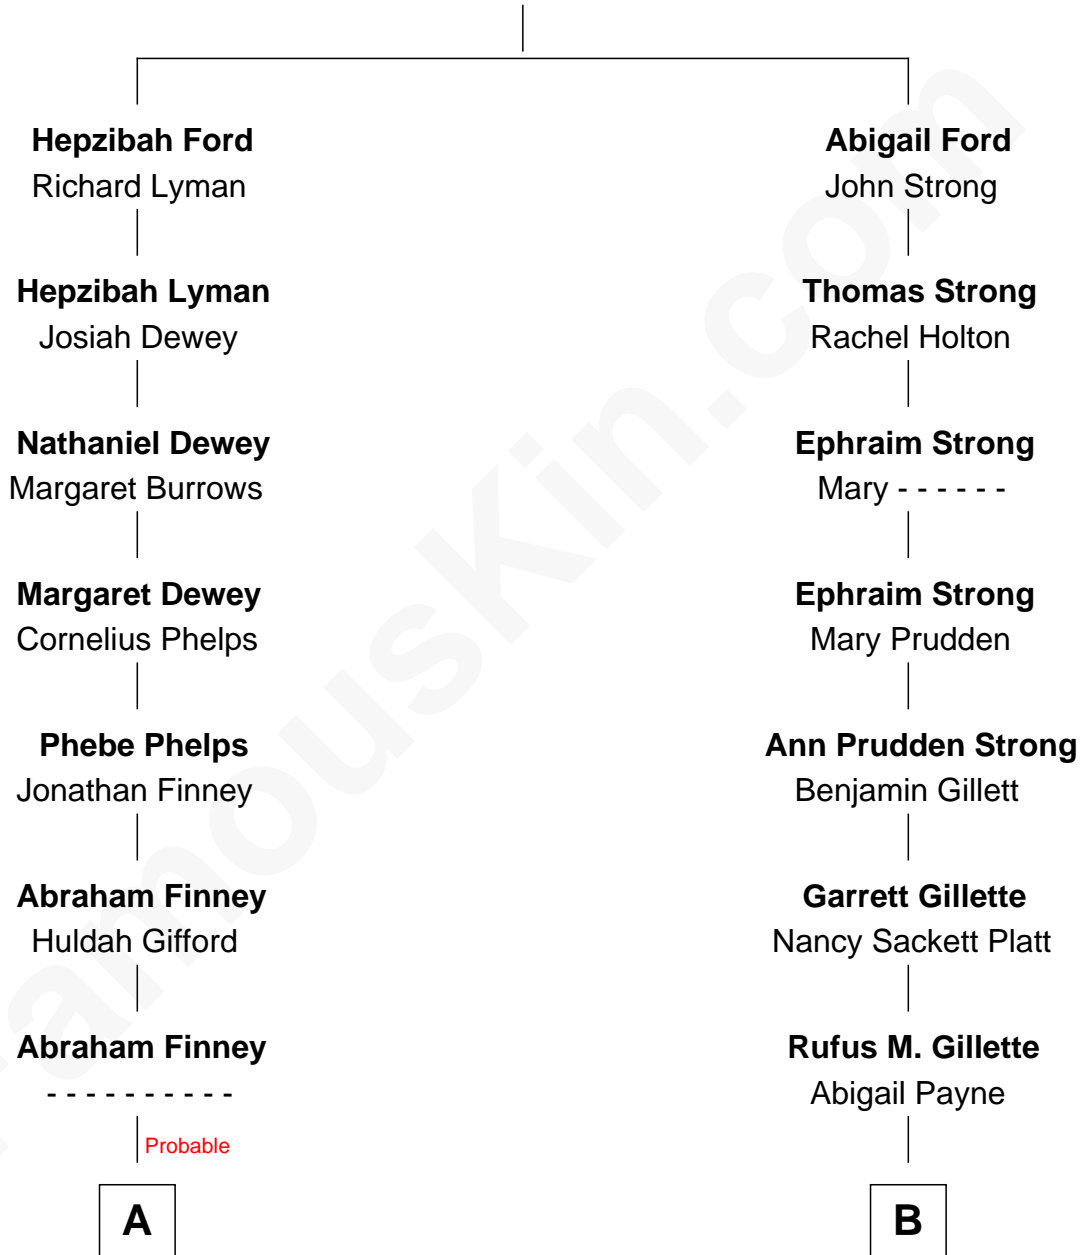 Hepzibah Ford
Richard Lyman
Abigail Ford
John Strong
Hepzibah Lyman
Josiah Dewey
Thomas Strong
Rachel Holton
Nathaniel Dewey
Margaret Burrows
Ephraim Strong
Mary - - - - - -
Margaret Dewey
Cornelius Phelps
Ephraim Strong
Mary Prudden
Phebe Phelps
Jonathan Finney
Ann Prudden Strong
Benjamin Gillett
Abraham Finney
Huldah Gifford
Garrett Gillette
Nancy Sackett Platt
Abraham Finney
- - - - - - - - - -
Probable
Rufus M. Gillette
Abigail Payne
A
B
FamousKin.com